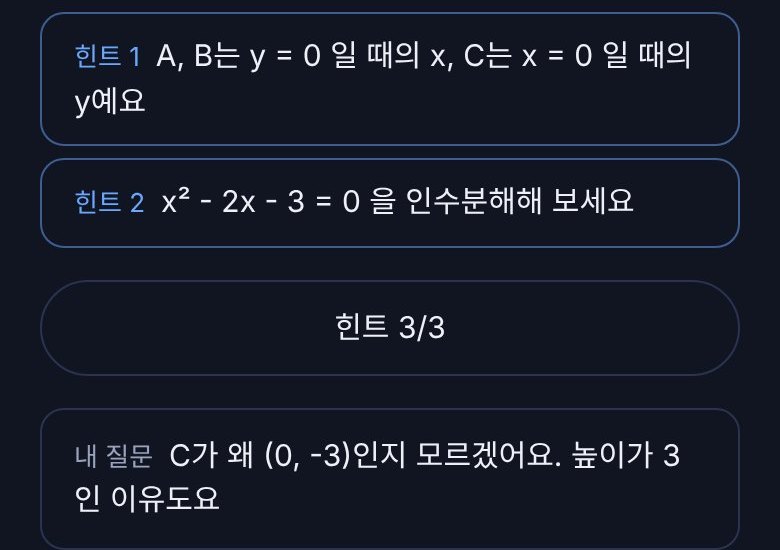 힌트 1 A, B는 y = 0 일 때의 x, C는 x = 0 일 때의
y예요
힌트 2 x² - 2x - 3 = 0 을 인수분해해 보세요
힌트 3/3
내 질문 C가 왜 (0, -3)인지 모르겠어요. 높이가 3
인 이유도요